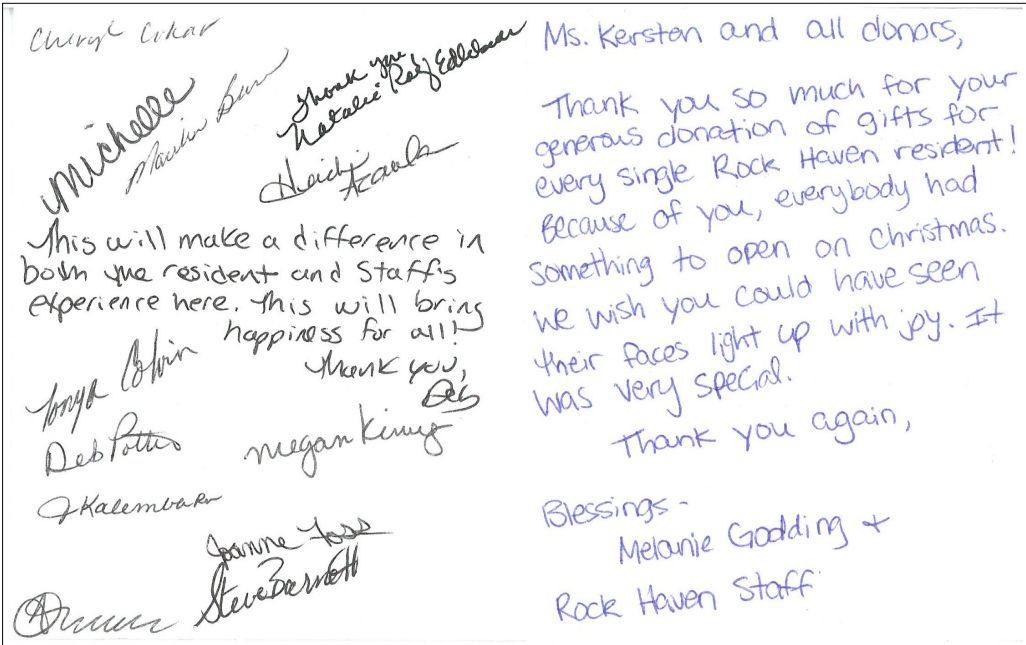 Cheryl
Michelle
Thank you
Natalie
Heidi
This will make a difference in
both the resident and Staff's
experience here. This will bring
happiness for all!
Thank you,
Deb
Tonya Colvin
Deb Potts
Megan
J Kalembakr
Joanne Foss
Steve Barnett
Ms. Kersten and all donors,
Thank you so much for your
generous donation of gifts for
every single Rock Haven resident!
Because of you, everybody had
something to open on Christmas.
We wish you could have seen
their faces light up with joy. It
was very special.
Thank you again,
Blessings -
Melanie Godding +
Rock Haven Staff